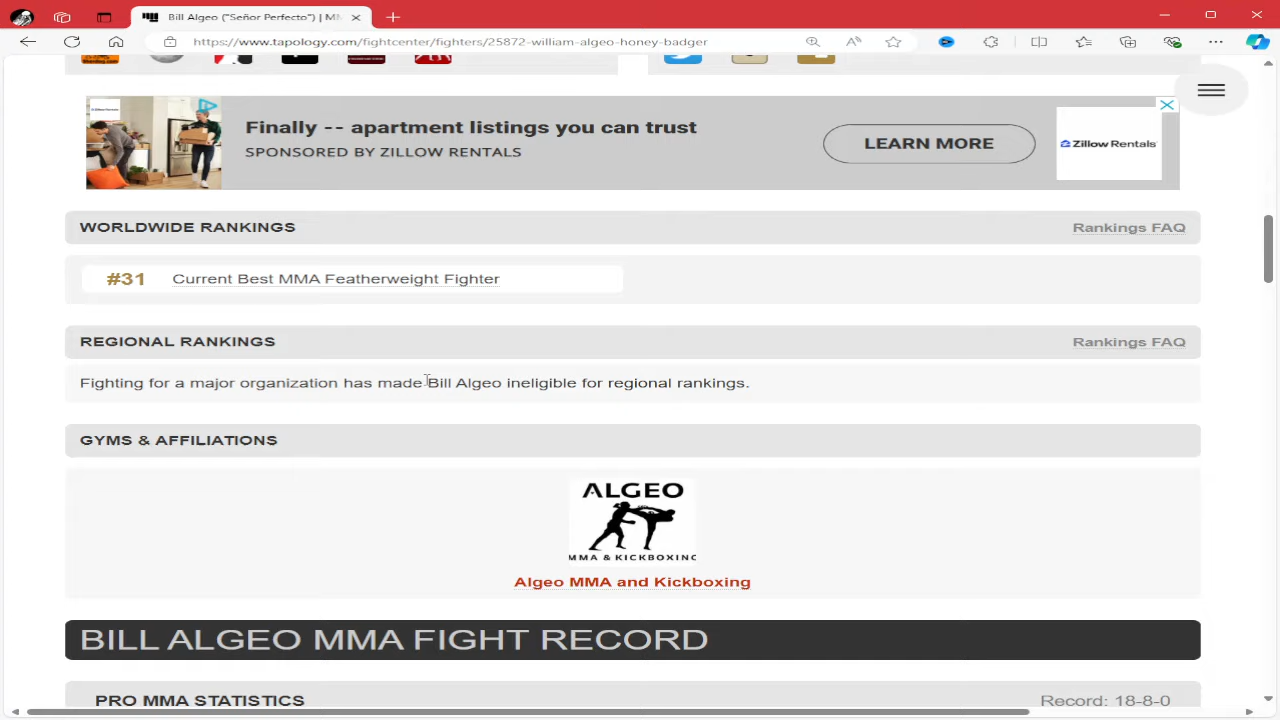 Bill Algeo ("Señor Perfecto") | MM
https://www.tapology.com/fightcenter/fighters/25872-william-algeo-honey-badger
Finally -- apartment listings you can trust
SPONSORED BY ZILLOW RENTALS
LEARN MORE
Zillow Rentals
WORLDWIDE RANKINGS
Rankings FAQ
#31 Current Best MMA Featherweight Fighter
REGIONAL RANKINGS
Rankings FAQ
Fighting for a major organization has made Bill Algeo ineligible for regional rankings.
GYMS & AFFILIATIONS
ALGEO
MMA & KICKBOXING
Algeo MMA and Kickboxing
BILL ALGEO MMA FIGHT RECORD
PRO MMA STATISTICS
Record: 18-8-0